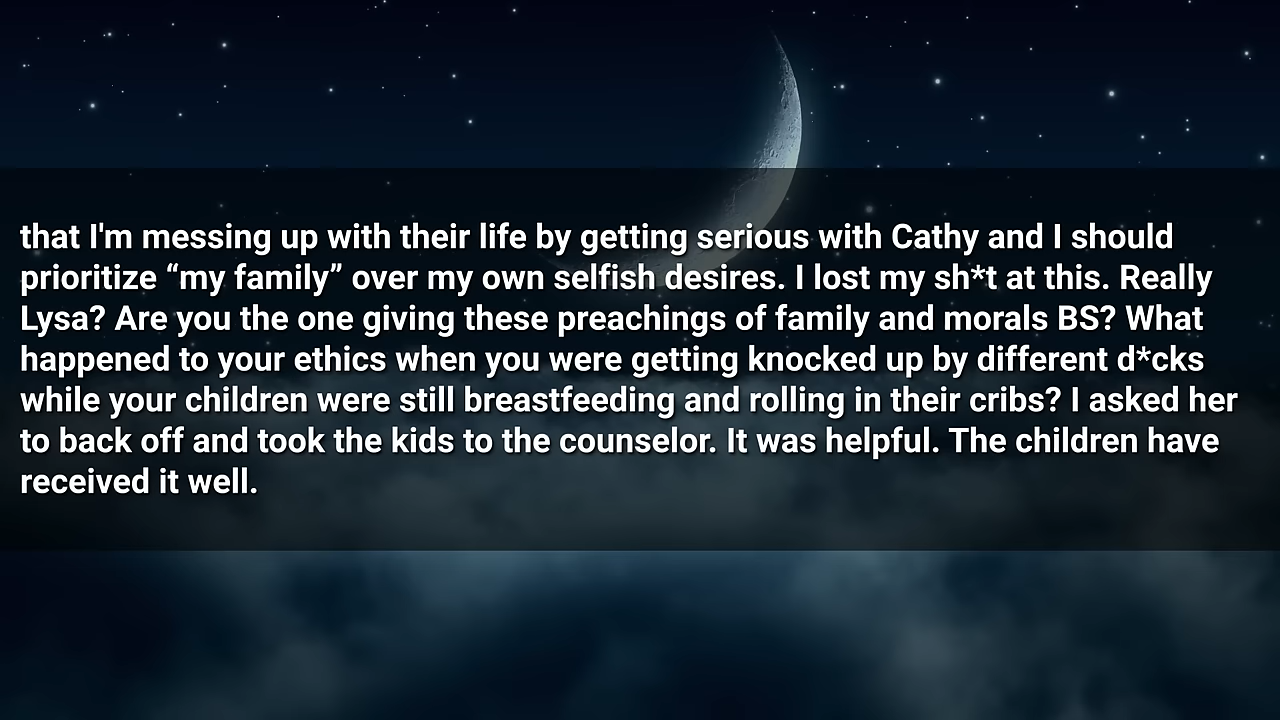 that I'm messing up with their life by getting serious with Cathy and I should
prioritize “my family” over my own selfish desires. I lost my sh*t at this. Really
Lysa? Are you the one giving these preachings of family and morals BS? What
happened to your ethics when you were getting knocked up by different d*cks
while your children were still breastfeeding and rolling in their cribs? I asked her
to back off and took the kids to the counselor. It was helpful. The children have
received it well.